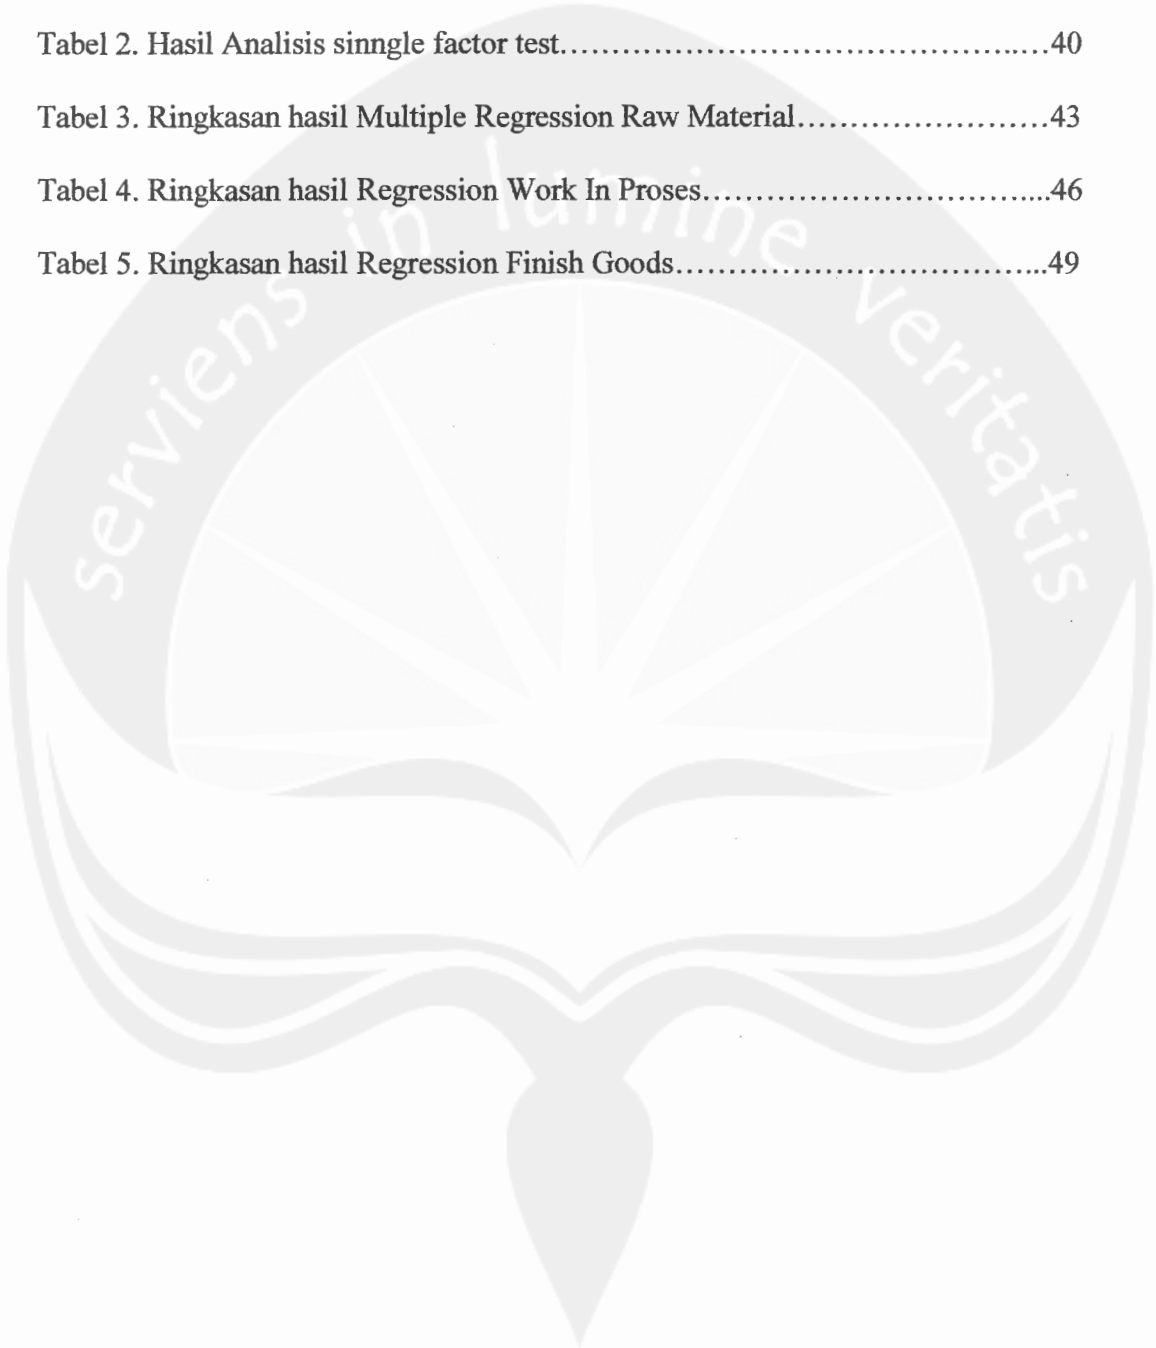 Tabel 2. Hasil Analisis sinngle factor test................................................40
Tabel 3. Ringkasan hasil Multiple Regression Raw Material........................43
Tabel 4. Ringkasan hasil Regression Work In Proses..................................46
Tabel 5. Ringkasan hasil Regression Finish Goods.....................................49
serviens in lumine veritatis